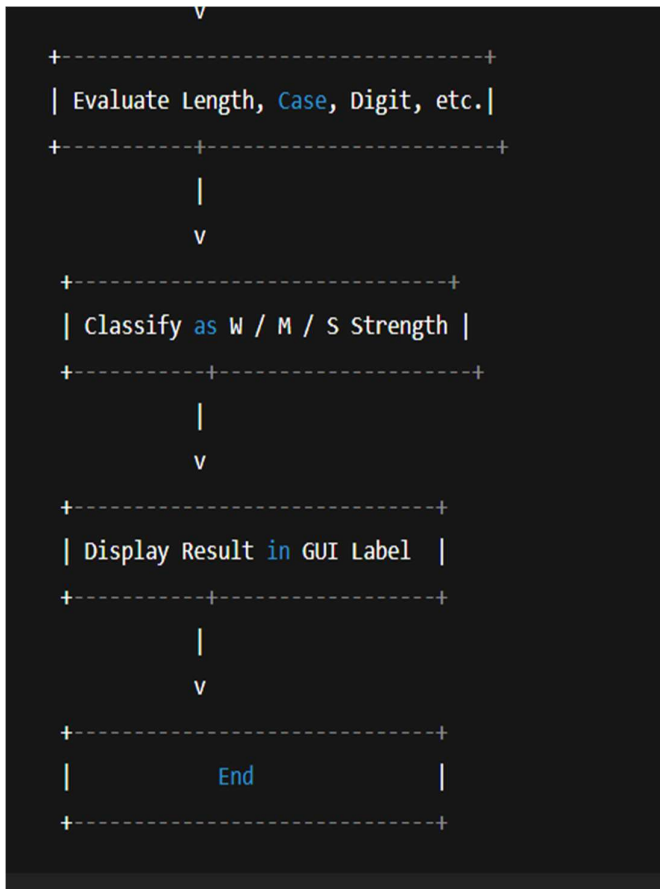 v
+-----------------------------------+
| Evaluate Length, Case, Digit, etc.|
+-----------+------------------------+
|
v
+-------------------------------+
| Classify as W / M / S Strength |
+-----------+---------------------+
|
v
+------------------------------+
| Display Result in GUI Label  |
+-----------+------------------+
|
v
+------------------------------+
|            End               |
+------------------------------+